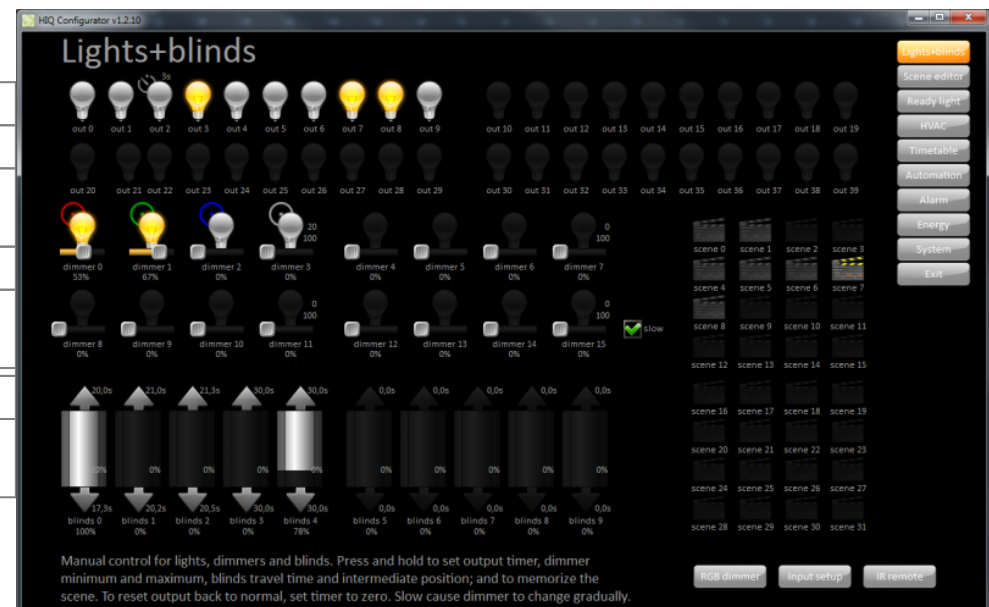 HIQ Configurator v1.2.10
Lights+blinds
3s
out 0 out 1 out 2 out 3 out 4 out 5 out 6 out 7 out 8 out 9 out 10 out 11 out 12 out 13 out 14 out 15 out 16 out 17 out 18 out 19
out 20 out 21 out 22 out 23 out 24 out 25 out 26 out 27 out 28 out 29 out 30 out 31 out 32 out 33 out 34 out 35 out 36 out 37 out 38 out 39
20 0
100 100
dimmer 0 dimmer 1 dimmer 2 dimmer 3 dimmer 4 dimmer 5 dimmer 6 dimmer 7
53% 67% 0% 0% 0% 0% 0% 0%
0 0
100 100
dimmer 8 dimmer 9 dimmer 10 dimmer 11 dimmer 12 dimmer 13 dimmer 14 dimmer 15
0% 0% 0% 0% 0% 0% 0% 0%
slow
20,0s 21,0s 21,3s 30,0s 30,0s 0,0s 0,0s 0,0s 0,0s 0,0s
20% 0% 0% 0% 0% 0% 0% 0% 0% 0%
17,3s 20,2s 20,5s 30,0s 30,0s 0,0s 0,0s 0,0s 0,0s 0,0s
blinds 0 blinds 1 blinds 2 blinds 3 blinds 4 blinds 5 blinds 6 blinds 7 blinds 8 blinds 9
100% 0% 0% 0% 78% 0% 0% 0% 0% 0%
scene 0 scene 1 scene 2 scene 3
scene 4 scene 5 scene 6 scene 7
scene 8 scene 9 scene 10 scene 11
scene 12 scene 13 scene 14 scene 15
scene 16 scene 17 scene 18 scene 19
scene 20 scene 21 scene 22 scene 23
scene 24 scene 25 scene 26 scene 27
scene 28 scene 29 scene 30 scene 31
Lights+blinds
Scene editor
Ready light
HVAC
Timetable
Automation
Alarm
Energy
System
Exit
Manual control for lights, dimmers and blinds. Press and hold to set output timer, dimmer
minimum and maximum, blinds travel time and intermediate position; and to memorize the
scene. To reset output back to normal, set timer to zero. Slow cause dimmer to change gradually.
RGB dimmer Input setup IR remote